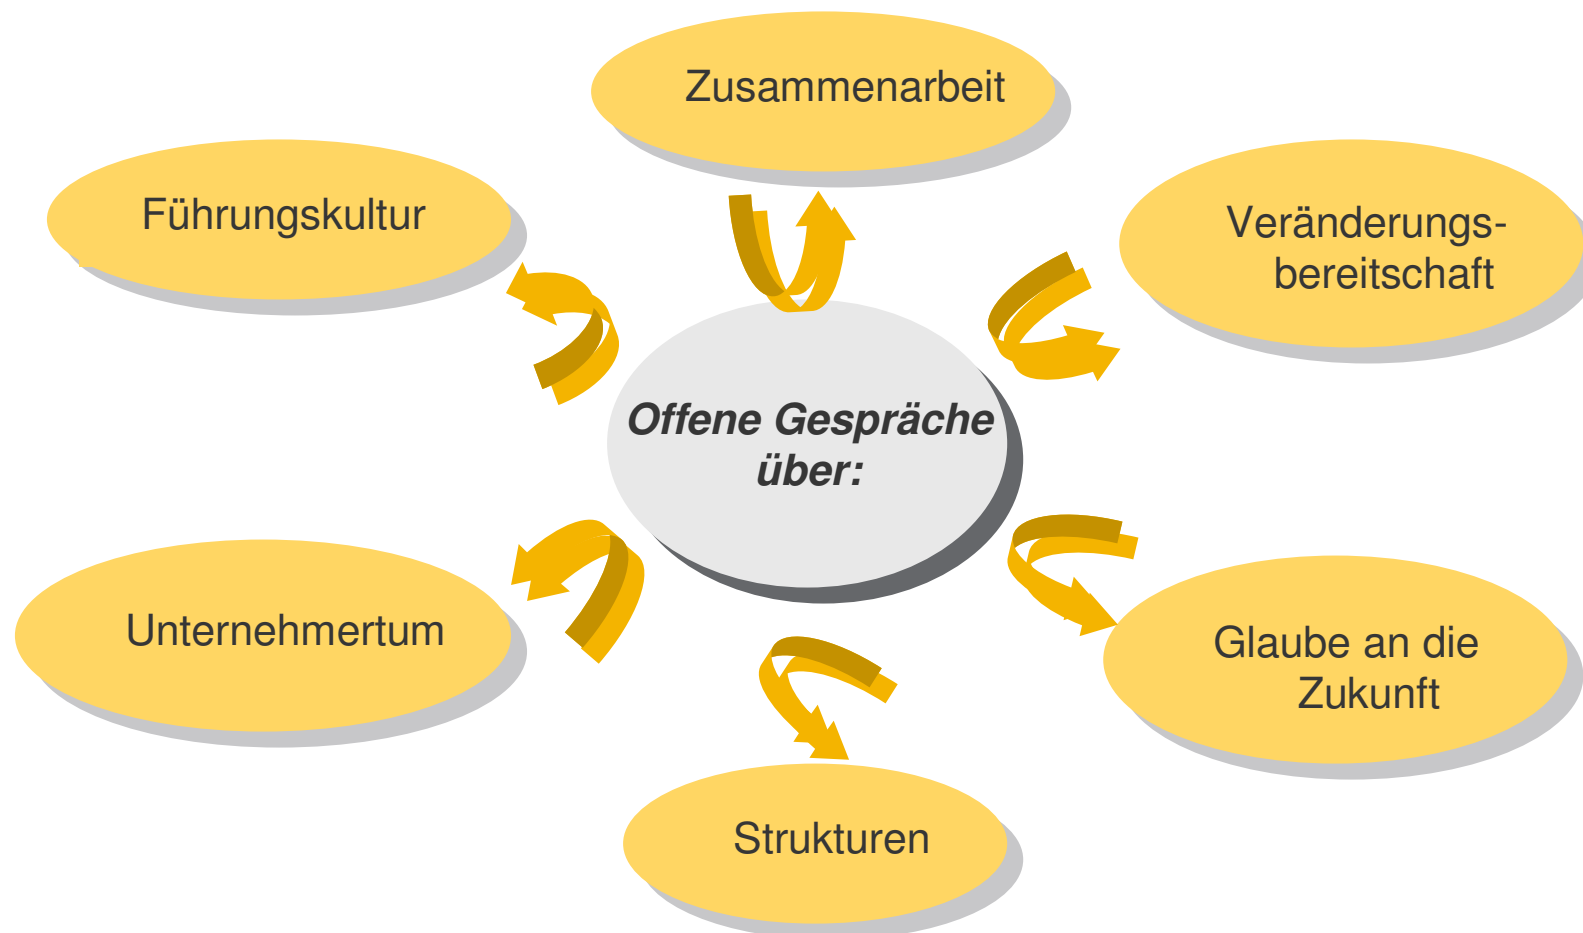 Zusammenarbeit
Führungskultur
Veränderungs-
bereitschaft
Offene Gespräche
über:
Unternehmertum
Glaube an die
Zukunft
Strukturen